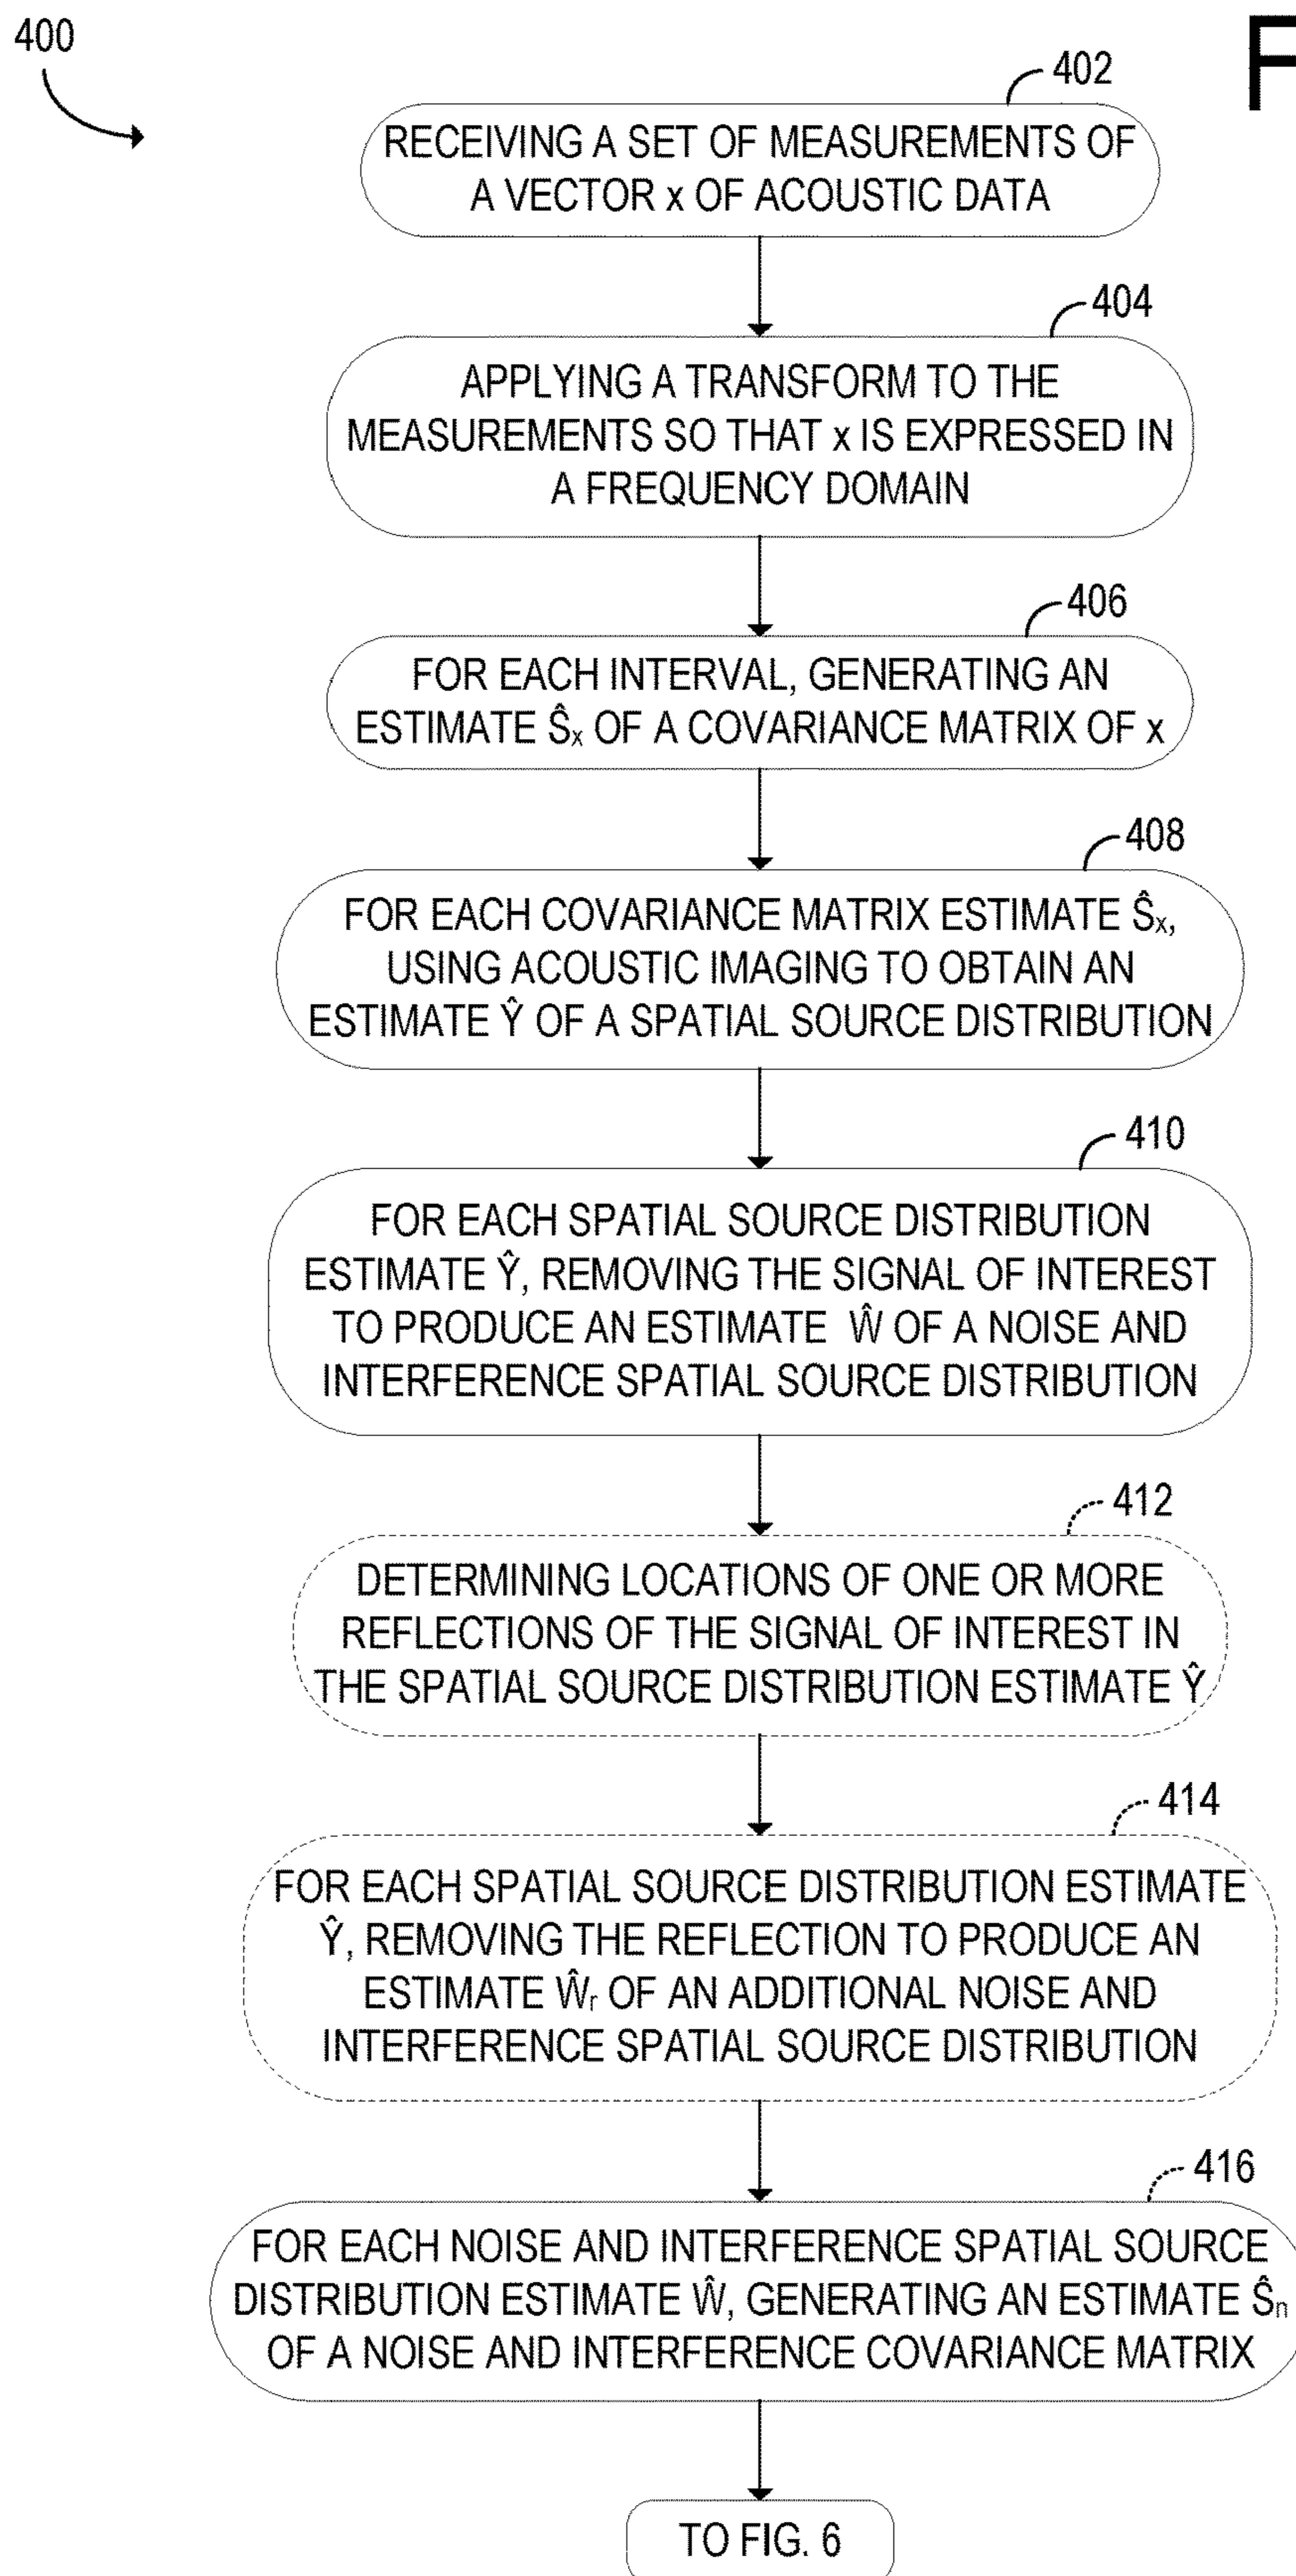 400
F
402
RECEIVING A SET OF MEASUREMENTS OF
A VECTOR x OF ACOUSTIC DATA
404
APPLYING A TRANSFORM TO THE
MEASUREMENTS SO THAT x IS EXPRESSED IN
A FREQUENCY DOMAIN
406
FOR EACH INTERVAL, GENERATING AN
ESTIMATE Ŝₓ OF A COVARIANCE MATRIX OF x
408
FOR EACH COVARIANCE MATRIX ESTIMATE Ŝₓ,
USING ACOUSTIC IMAGING TO OBTAIN AN
ESTIMATE Ŷ OF A SPATIAL SOURCE DISTRIBUTION
410
FOR EACH SPATIAL SOURCE DISTRIBUTION
ESTIMATE Ŷ, REMOVING THE SIGNAL OF INTEREST
TO PRODUCE AN ESTIMATE Ŵ OF A NOISE AND
INTERFERENCE SPATIAL SOURCE DISTRIBUTION
412
DETERMINING LOCATIONS OF ONE OR MORE
REFLECTIONS OF THE SIGNAL OF INTEREST IN
THE SPATIAL SOURCE DISTRIBUTION ESTIMATE Ŷ
414
FOR EACH SPATIAL SOURCE DISTRIBUTION ESTIMATE
Ŷ, REMOVING THE REFLECTION TO PRODUCE AN
ESTIMATE Ŵᵣ OF AN ADDITIONAL NOISE AND
INTERFERENCE SPATIAL SOURCE DISTRIBUTION
416
FOR EACH NOISE AND INTERFERENCE SPATIAL SOURCE
DISTRIBUTION ESTIMATE Ŵ, GENERATING AN ESTIMATE Ŝₙ
OF A NOISE AND INTERFERENCE COVARIANCE MATRIX
TO FIG. 6